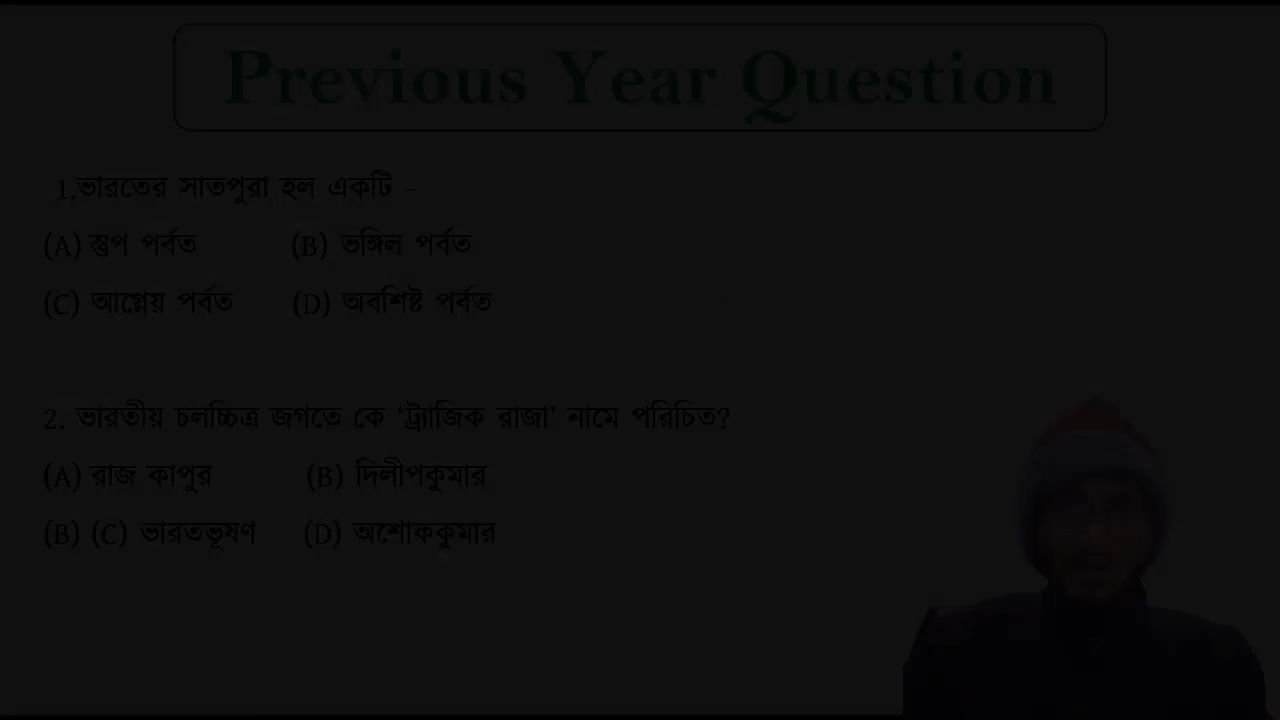 Previous Year Question
1.ভারতের সাতপুরা হল একটি -
(A) স্তুপ পর্বত (B) ভঙ্গিল পর্বত
(C) আগ্নেয় পর্বত (D) অবশিষ্ট পর্বত
2. ভারতীয় চলচ্চিত্র জগতে কে ‘ট্র্যাজিক রাজা’ নামে পরিচিত?
(A) রাজ কাপুর (B) দিলীপকুমার
(B) (C) ভারতভূষণ (D) অশোককুমার